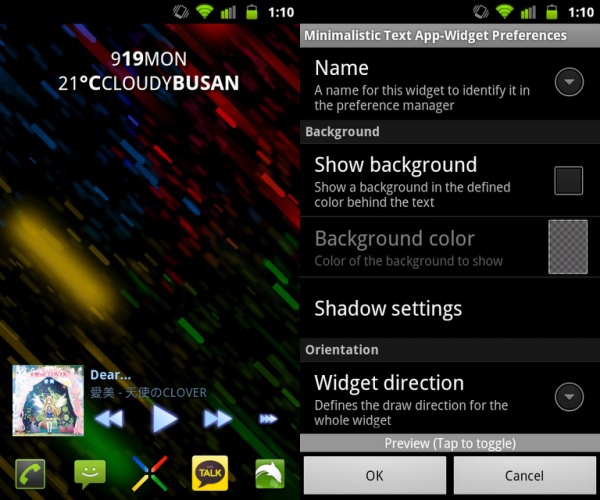 1:10
919MON
21°CCLOUDYBUSAN
Dear...
愛美 - 天使のCLOVER
TALK
1:10
Minimalistic Text App-Widget Preferences
Name
A name for this widget to identify it in
the preference manager
Background
Show background
Show a background in the defined
color behind the text
Background color
Color of the background to show
Shadow settings
Orientation
Widget direction
Defines the draw direction for the
whole widget
Preview (Tap to toggle)
OK
Cancel